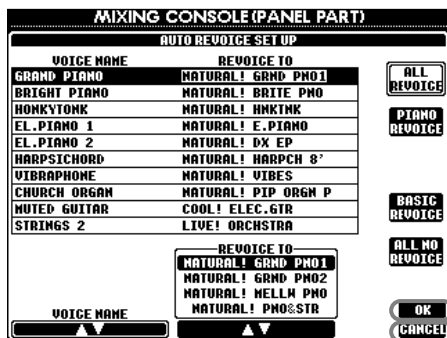 MIXING CONSOLE (PANEL PART)
AUTO REVOICE SET UP
VOICE NAME REVOICE TO
GRAND PIANO NATURAL! GRND PNO1
BRIGHT PIANO NATURAL! BRITE PNO
HONKYTONK NATURAL! HNKTNK
EL.PIANO 1 NATURAL! E.PIANO
EL.PIANO 2 NATURAL! DX EP
HARPSICHORD NATURAL! HARPCH 8'
VIBRAPHONE NATURAL! VIBES
CHURCH ORGAN NATURAL! PIP ORGN P
MUTED GUITAR COOL! ELEC.GTR
STRINGS 2 LIVE! ORCHSTRA
ALL REVOICE
PIANO REVOICE
BASIC REVOICE
ALL NO REVOICE
REVOICE TO
NATURAL! GRND PNO1
NATURAL! GRND PNO2
NATURAL! MELLW PNO
NATURAL! PNO&STR
VOICE NAME
OK
CANCEL